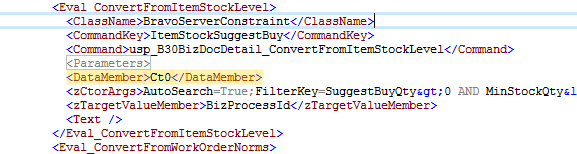 <Eval_ConvertFromItemStockLevel>
<ClassName>BravoServerConstraint</ClassName>
<CommandKey>ItemStockSuggestBuy</CommandKey>
<Command>usp_B30BizDocDetail_ConvertFromItemStockLevel</Command>
<Parameters>
<DataMember>Ct0</DataMember>
<zCtorArgs>AutoSearch=True;FilterKey=SuggestBuyQty&gt;0 AND MinStockQty&l
<zTargetValueMember>BizProcessId</zTargetValueMember>
<Text />
</Eval_ConvertFromItemStockLevel>
<Eval_ConvertFromWorkOrderNorms>